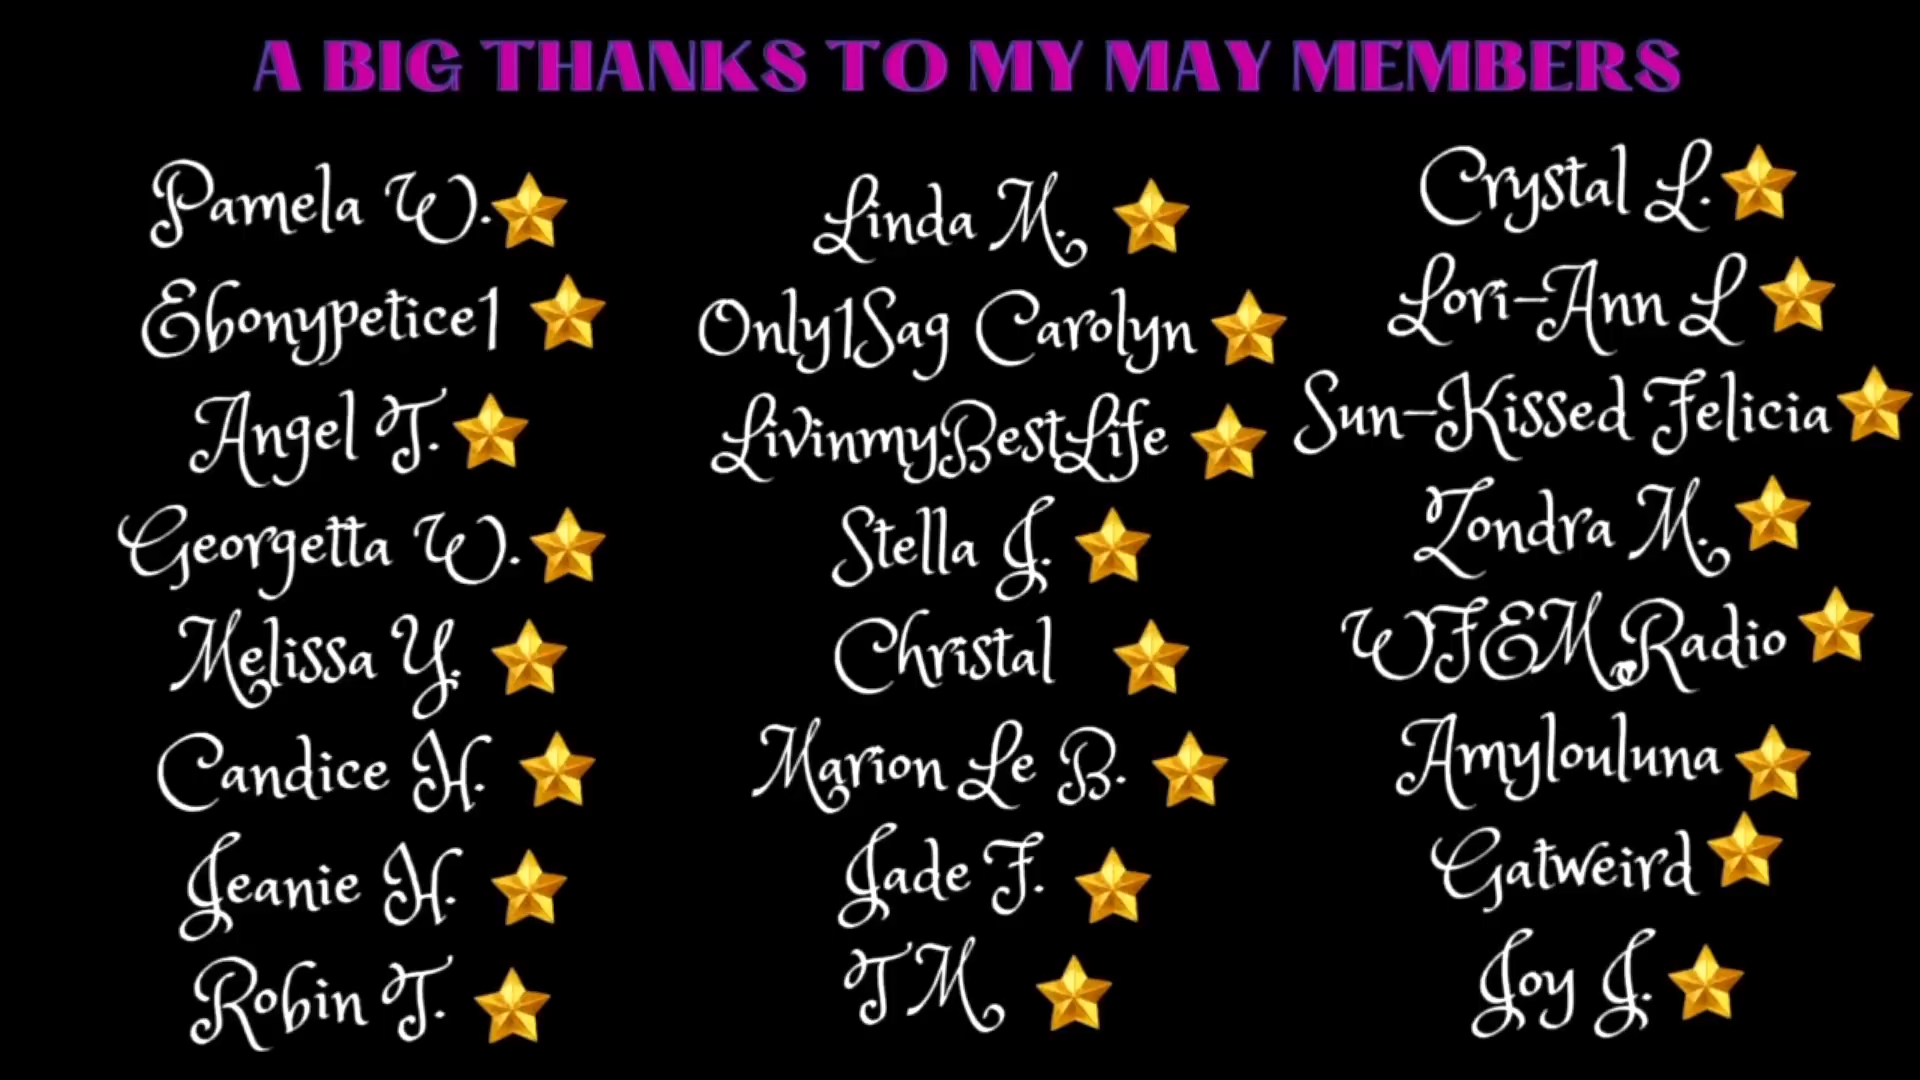 A BIG THANKS TO MY MAY MEMBERS
Pamela W.
Ebonypetice1
Angel T.
Georgetta W.
Melissa Y.
Candice H.
Jeanie H.
Robin T.
Linda M.
Only1Sag Carolyn
LivinmyBestLife
Stella J.
Christal
Marion Le B.
Jade F.
TM
Crystal L.
Lori-Ann L
Sun-Kissed Felicia
Zondra M.
WFEM Radio
Amylouluna
Gatweird
Joy J.